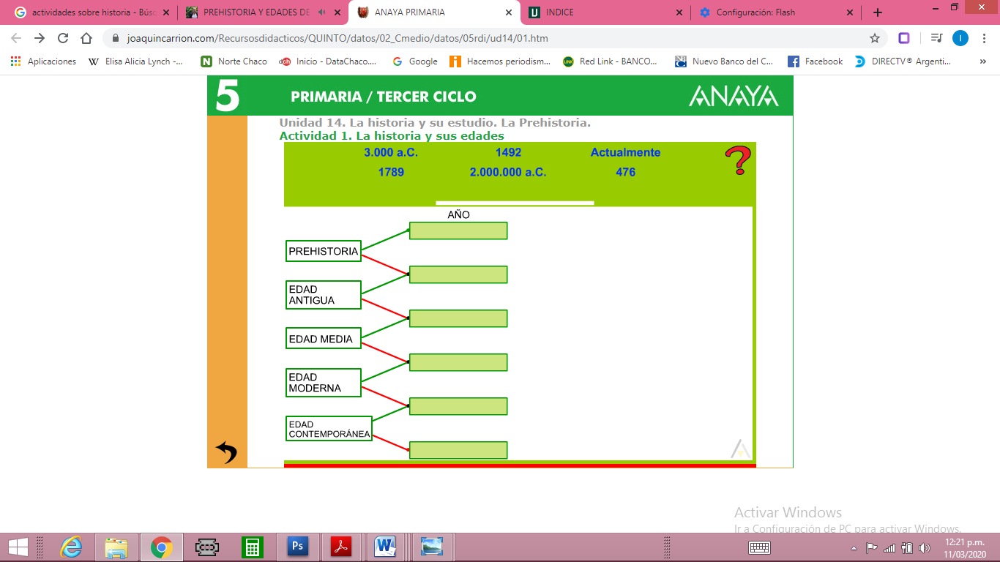 actividades sobre historia - Bús
PREHISTORIA Y EDADES DE
ANAYA PRIMARIA
INDICE
Configuración: Flash
joaquincarrion.com/Recursosdidacticos/QUINTO/datos/02_Cmedio/datos/05rdi/ud14/01.htm
I
Aplicaciones
W Elisa Alicia Lynch -...
N Norte Chaco
ch Inicio - DataChaco....
G Google
i Hacemos periodism...
LINK Red Link - BANCO...
Nuevo Banco del C...
f Facebook
D DIRECTV® Argenti...
»
5 PRIMARIA / TERCER CICLO ANAYA
Unidad 14. La historia y su estudio. La Prehistoria.
Actividad 1. La historia y sus edades
3.000 a.C. 1492 Actualmente
1789 2.000.000 a.C. 476
?
AÑO
PREHISTORIA
EDAD
ANTIGUA
EDAD MEDIA
EDAD
MODERNA
EDAD
CONTEMPORÁNEA
Activar Windows
Ir a Configuración de PC para activar Windows.
Ps
W
12:21 p.m.
11/03/2020